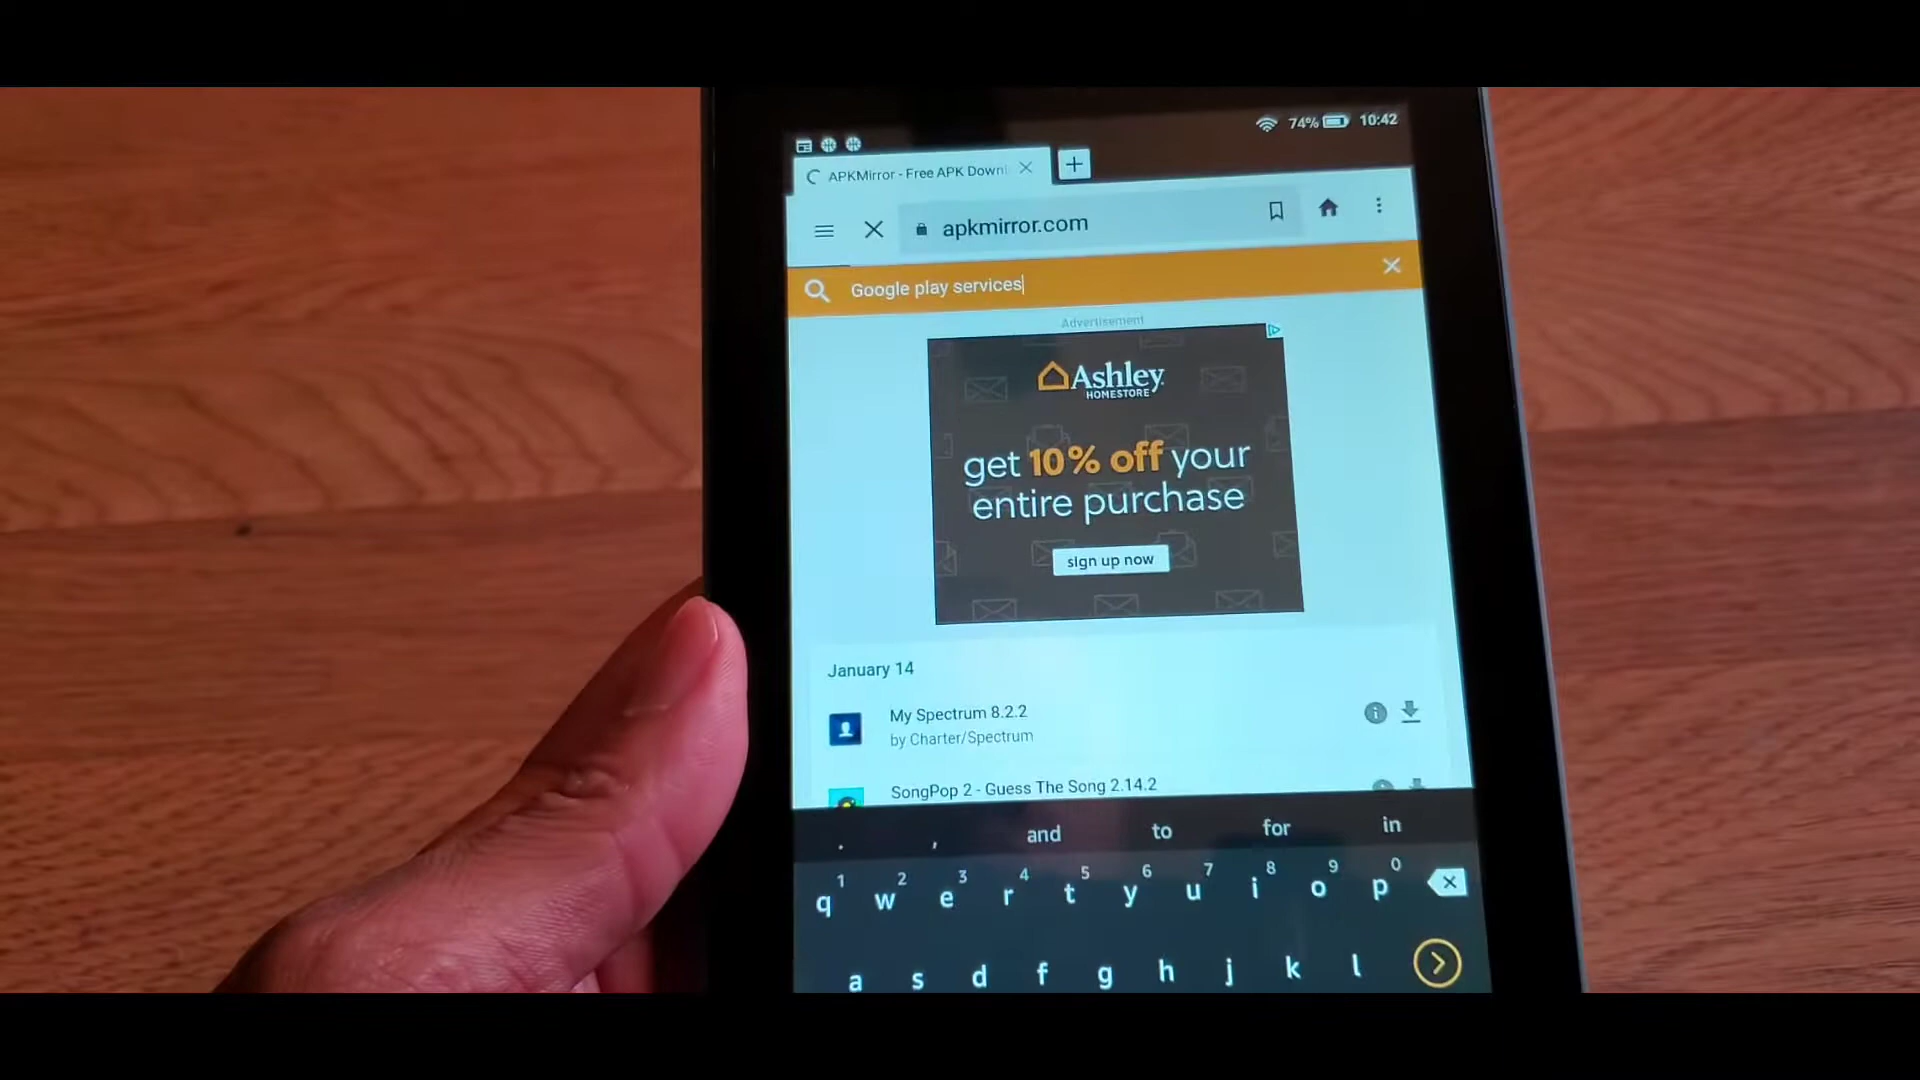 74% 10:42
APKMirror - Free APK Downl
apkmirror.com
Google play services
Advertisement
Ashley
HOMESTORE
get 10% off your
entire purchase
sign up now
January 14
My Spectrum 8.2.2
by Charter/Spectrum
SongPop 2 - Guess The Song 2.14.2
. , and to for in
1 2 3 4 5 6 7 8 9 0
q w e r t y u i o p
a s d f g h j k l